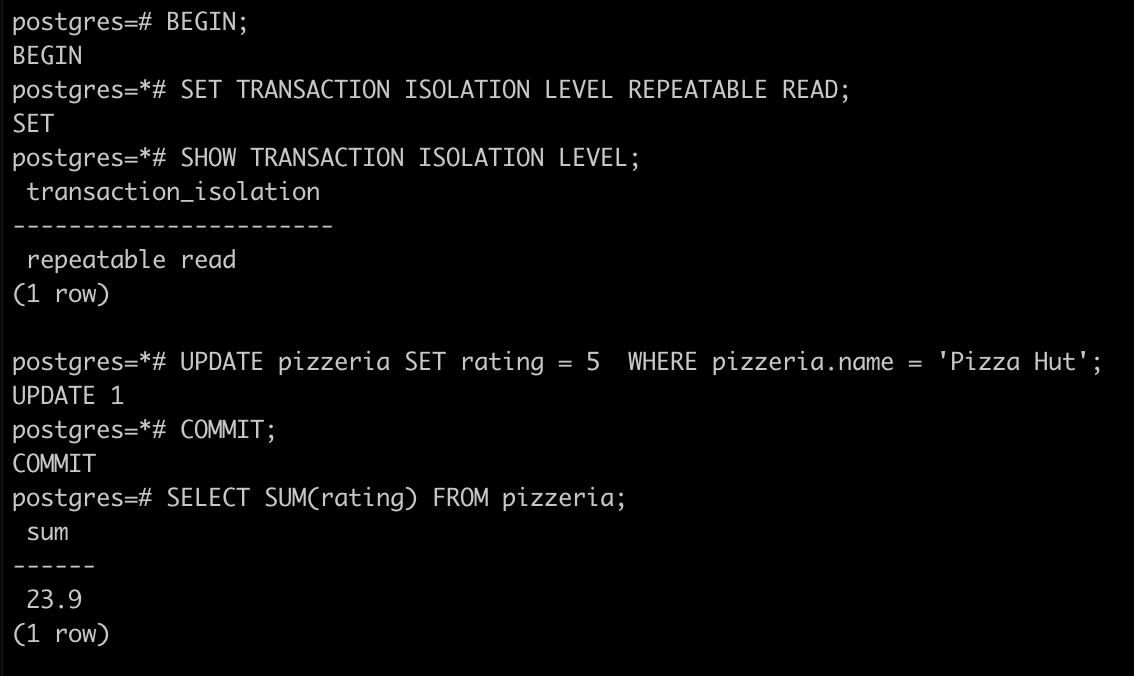 postgres=# BEGIN;
BEGIN
postgres=*# SET TRANSACTION ISOLATION LEVEL REPEATABLE READ;
SET
postgres=*# SHOW TRANSACTION ISOLATION LEVEL;
 transaction_isolation
-----------------------
 repeatable read
(1 row)

postgres=*# UPDATE pizzeria SET rating = 5  WHERE pizzeria.name = 'Pizza Hut';
UPDATE 1
postgres=*# COMMIT;
COMMIT
postgres=# SELECT SUM(rating) FROM pizzeria;
 sum
------
 23.9
(1 row)